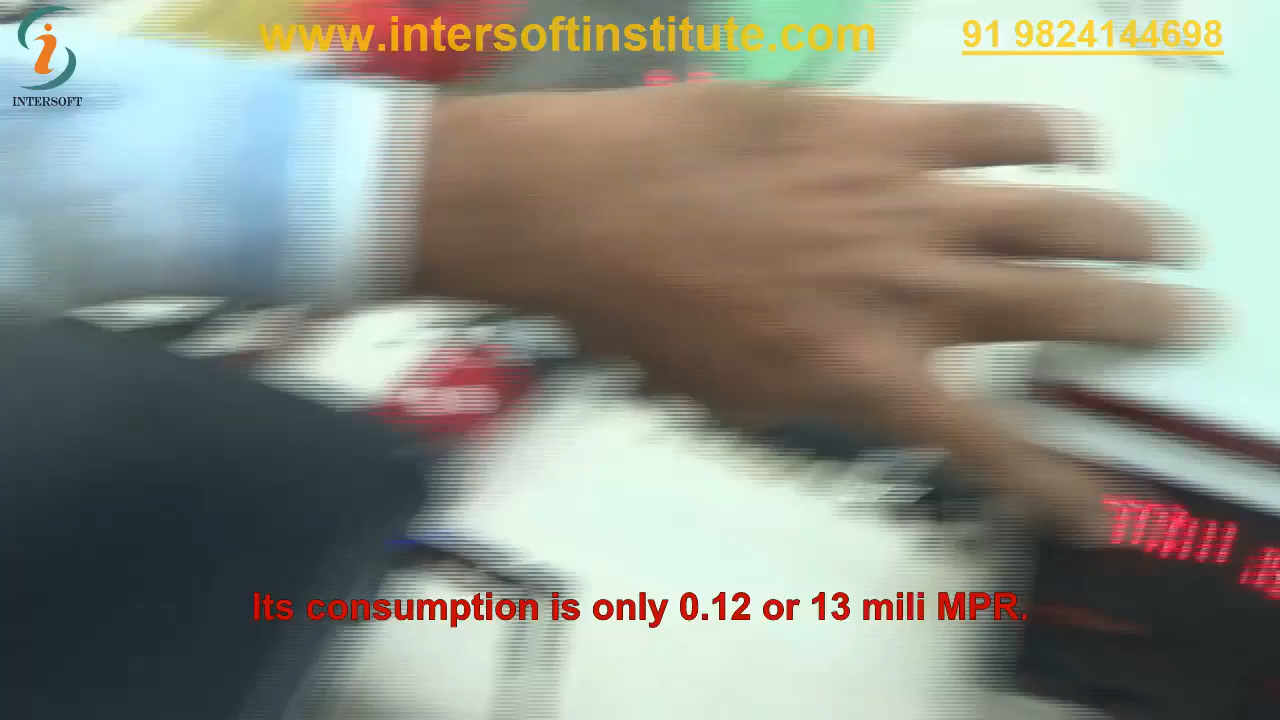 www.intersoftinstitute.com
91 9824144698
INTERSOFT
Its consumption is only 0.12 or 13 mili MPR.